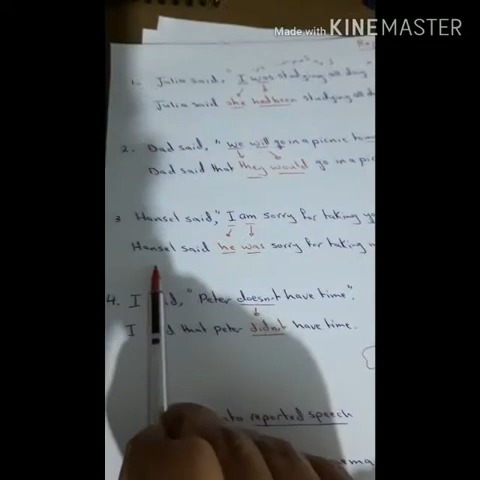 Made with KINEMASTER
1. Julia said, "I was studying all day"
Julia said she had been studying all da
2. Dad said, "we will go in a picnic
Dad said that they would go in a pic
3 Hansel said, "I am sorry for taking yo
Hansel said he was sorry for taking
4. I id, "Peter doesn't have time".
I d that peter didn't have time.
to reported speech